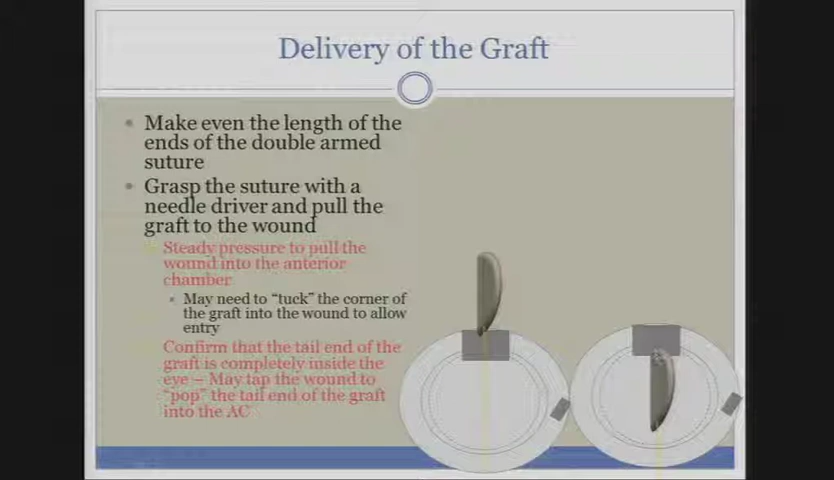 Delivery of the Graft
Make even the length of the
ends of the double armed
suture
Grasp the suture with a
needle driver and pull the
graft to the wound
Steady pressure to pull the
wound into the anterior
chamber
May need to “tuck” the corner of
the graft into the wound to allow
entry
Confirm that the tail end of the
graft is completely inside the
eye – May tap the wound to
“pop” the tail end of the graft
into the AC